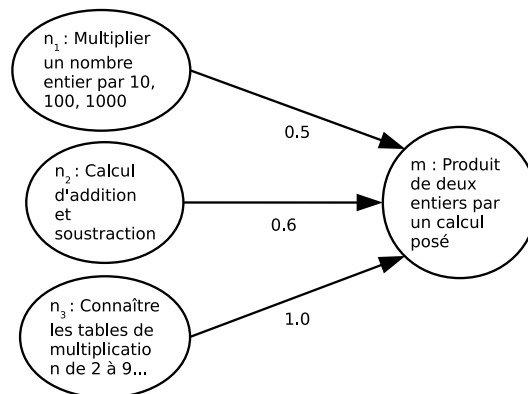 n1 : Multiplier
un nombre
entier par 10,
100, 1000
0.5
n2 : Calcul
d'addition
et
soustraction
0.6
m : Produit
de deux
entiers par
un calcul
posé
n3 : Connaître
les tables de
multiplicatio
n de 2 à 9...
1.0